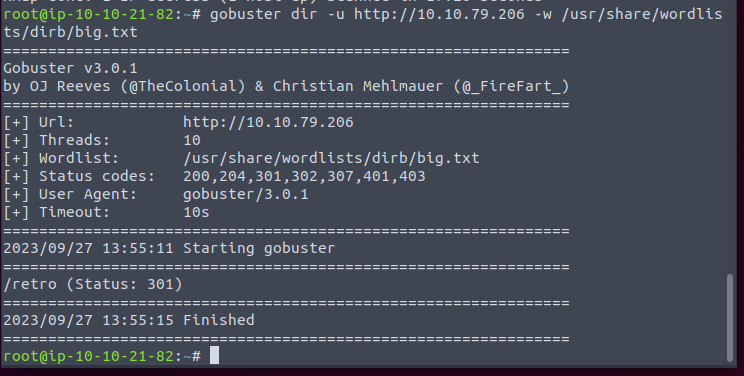 root@ip-10-10-21-82:~# gobuster dir -u http://10.10.79.206 -w /usr/share/wordlis
ts/dirb/big.txt
===============================================================
Gobuster v3.0.1
by OJ Reeves (@TheColonial) & Christian Mehlmauer (@_FireFart_)
===============================================================
[+] Url:            http://10.10.79.206
[+] Threads:        10
[+] Wordlist:       /usr/share/wordlists/dirb/big.txt
[+] Status codes:   200,204,301,302,307,401,403
[+] User Agent:     gobuster/3.0.1
[+] Timeout:        10s
===============================================================
2023/09/27 13:55:11 Starting gobuster
===============================================================
/retro (Status: 301)
===============================================================
2023/09/27 13:55:15 Finished
===============================================================
root@ip-10-10-21-82:~#